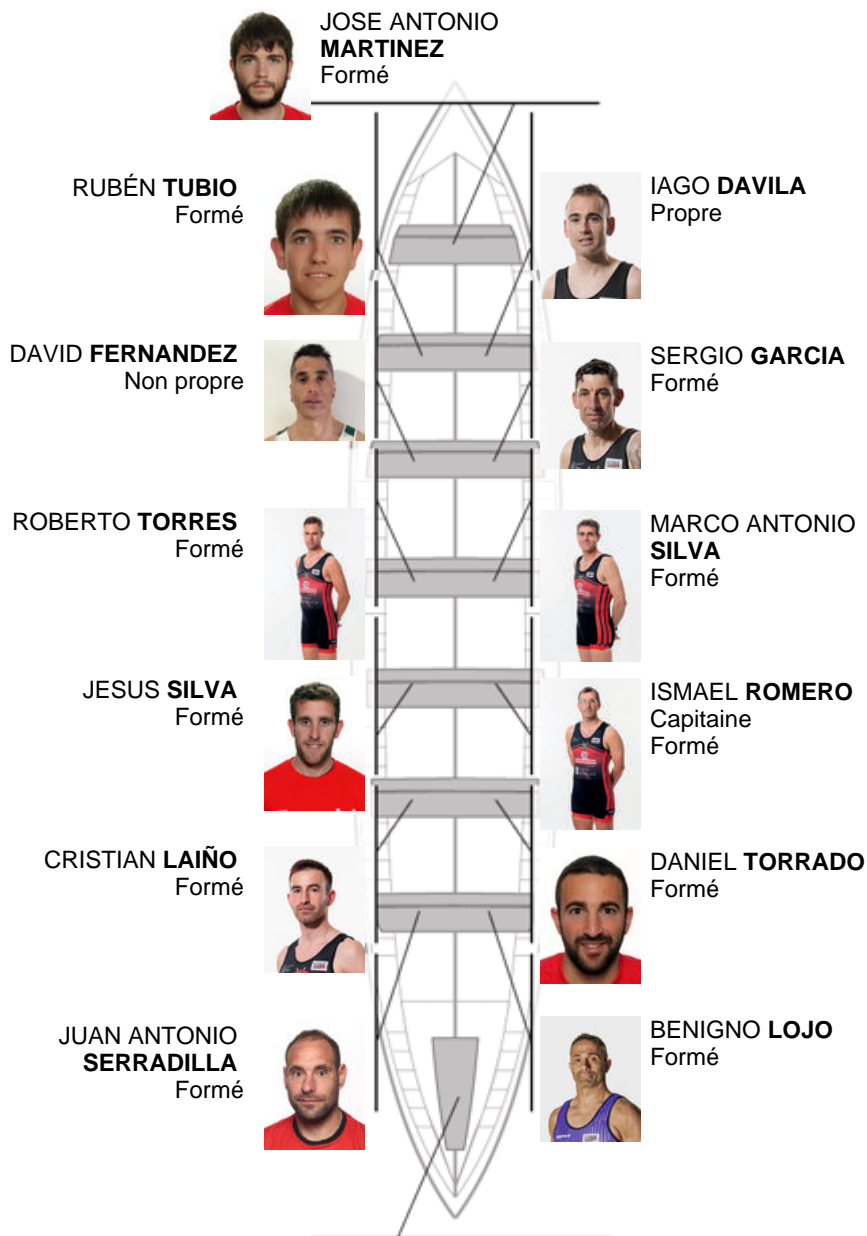 JOSE ANTONIO
MARTINEZ
Formé
RUBÉN TUBIO
Formé
IAGO DAVILA
Propre
DAVID FERNANDEZ
Non propre
SERGIO GARCIA
Formé
ROBERTO TORRES
Formé
MARCO ANTONIO
SILVA
Formé
JESUS SILVA
Formé
ISMAEL ROMERO
Capitaine
Formé
CRISTIAN LAIÑO
Formé
DANIEL TORRADO
Formé
JUAN ANTONIO
SERRADILLA
Formé
BENIGNO LOJO
Formé